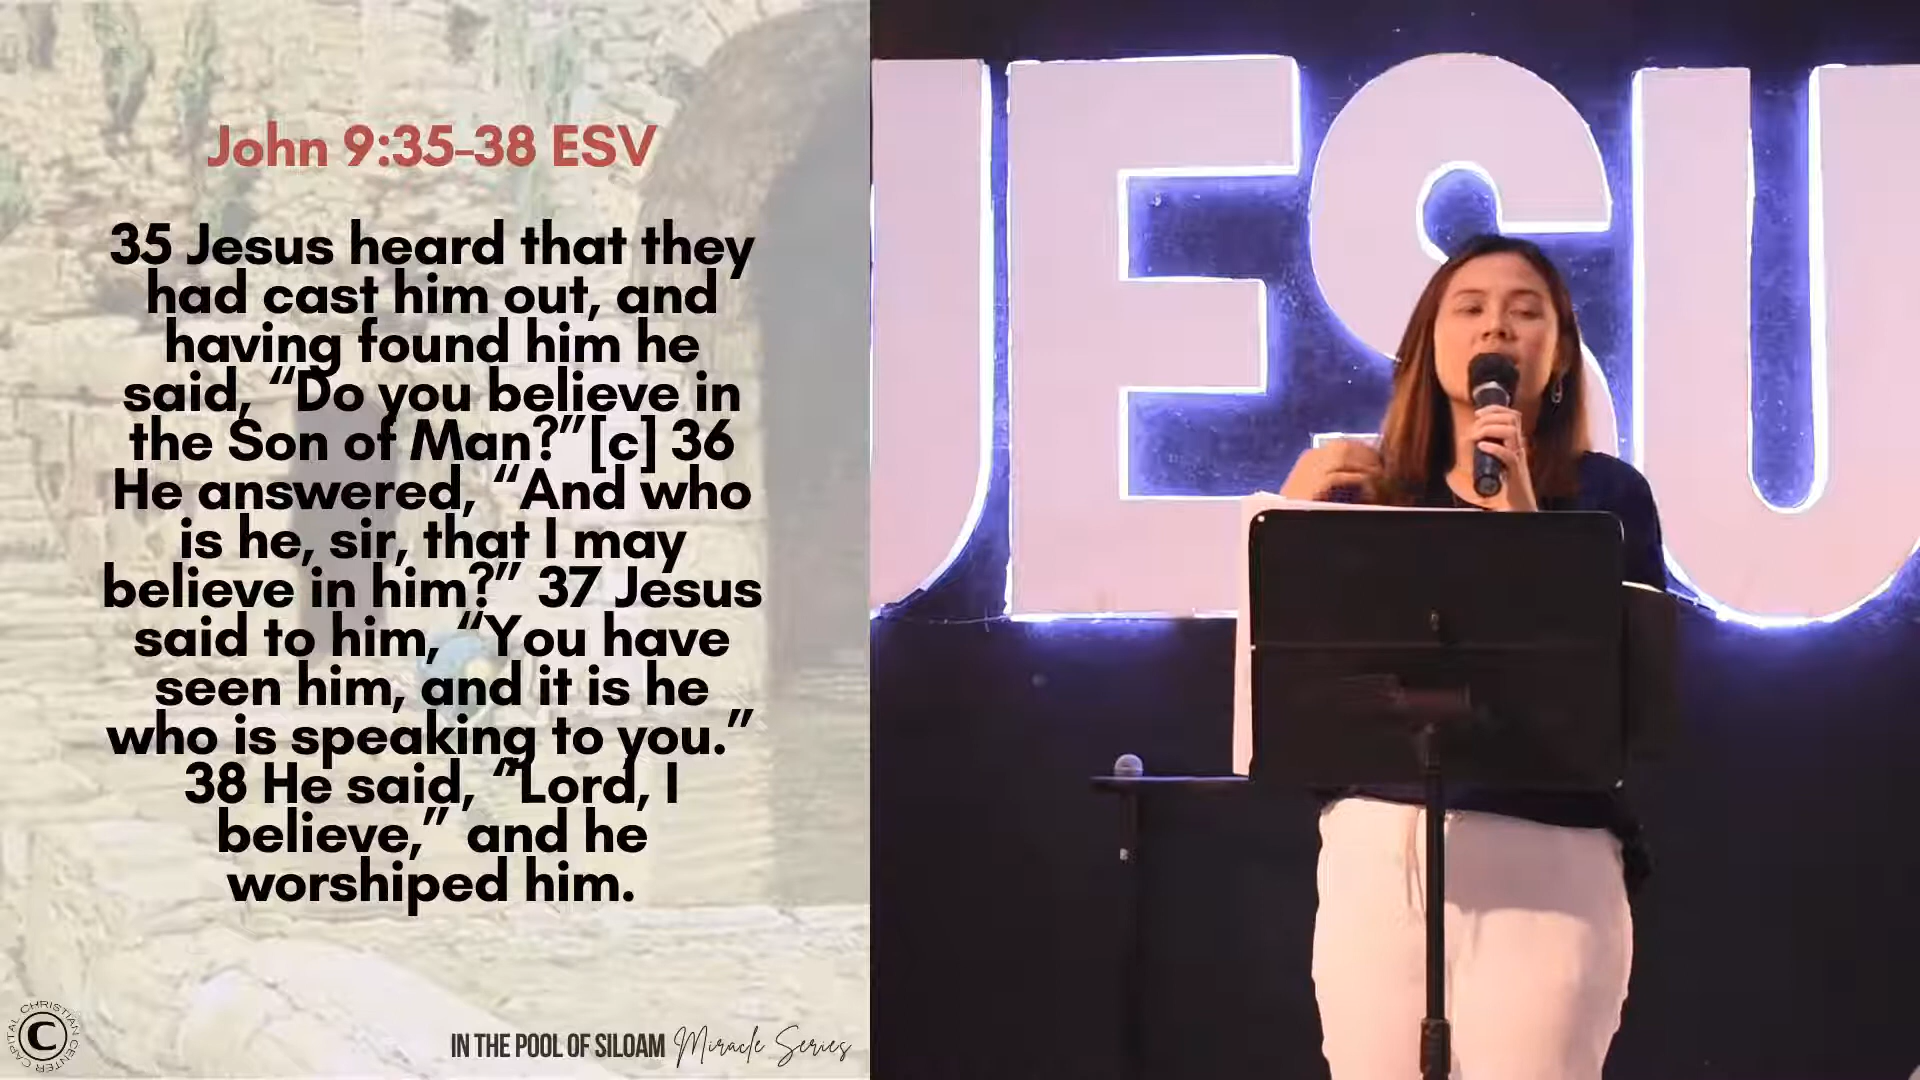 John 9:35-38 ESV
35 Jesus heard that they
had cast him out, and
having found him he
said, “Do you believe in
the Son of Man?”[c] 36
He answered, “And who
is he, sir, that I may
believe in him?” 37 Jesus
said to him, “You have
seen him, and it is he
who is speaking to you.”
38 He said, “Lord, I
believe,” and he
worshiped him.
CAPITAL CHRISTIAN CENTER
C
IN THE POOL OF SILOAM Miracle Series
JESU